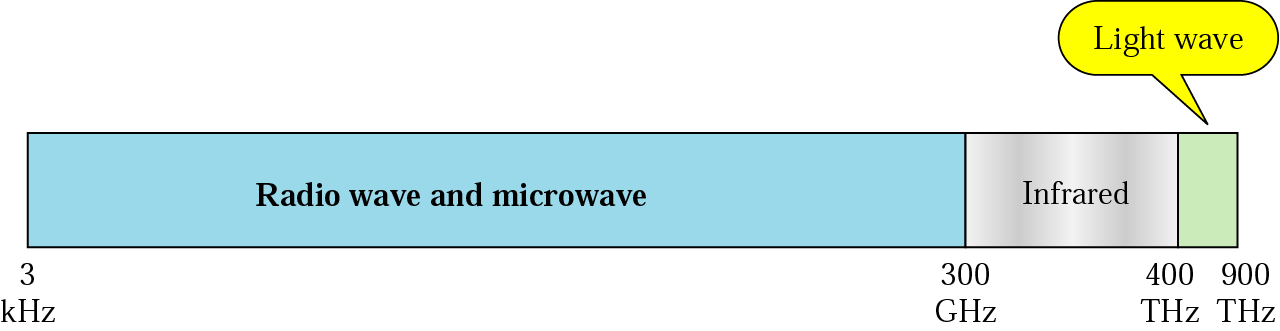 Light wave
Radio wave and microwave
Infrared
3
kHz
300
GHz
400
THz
900
THz